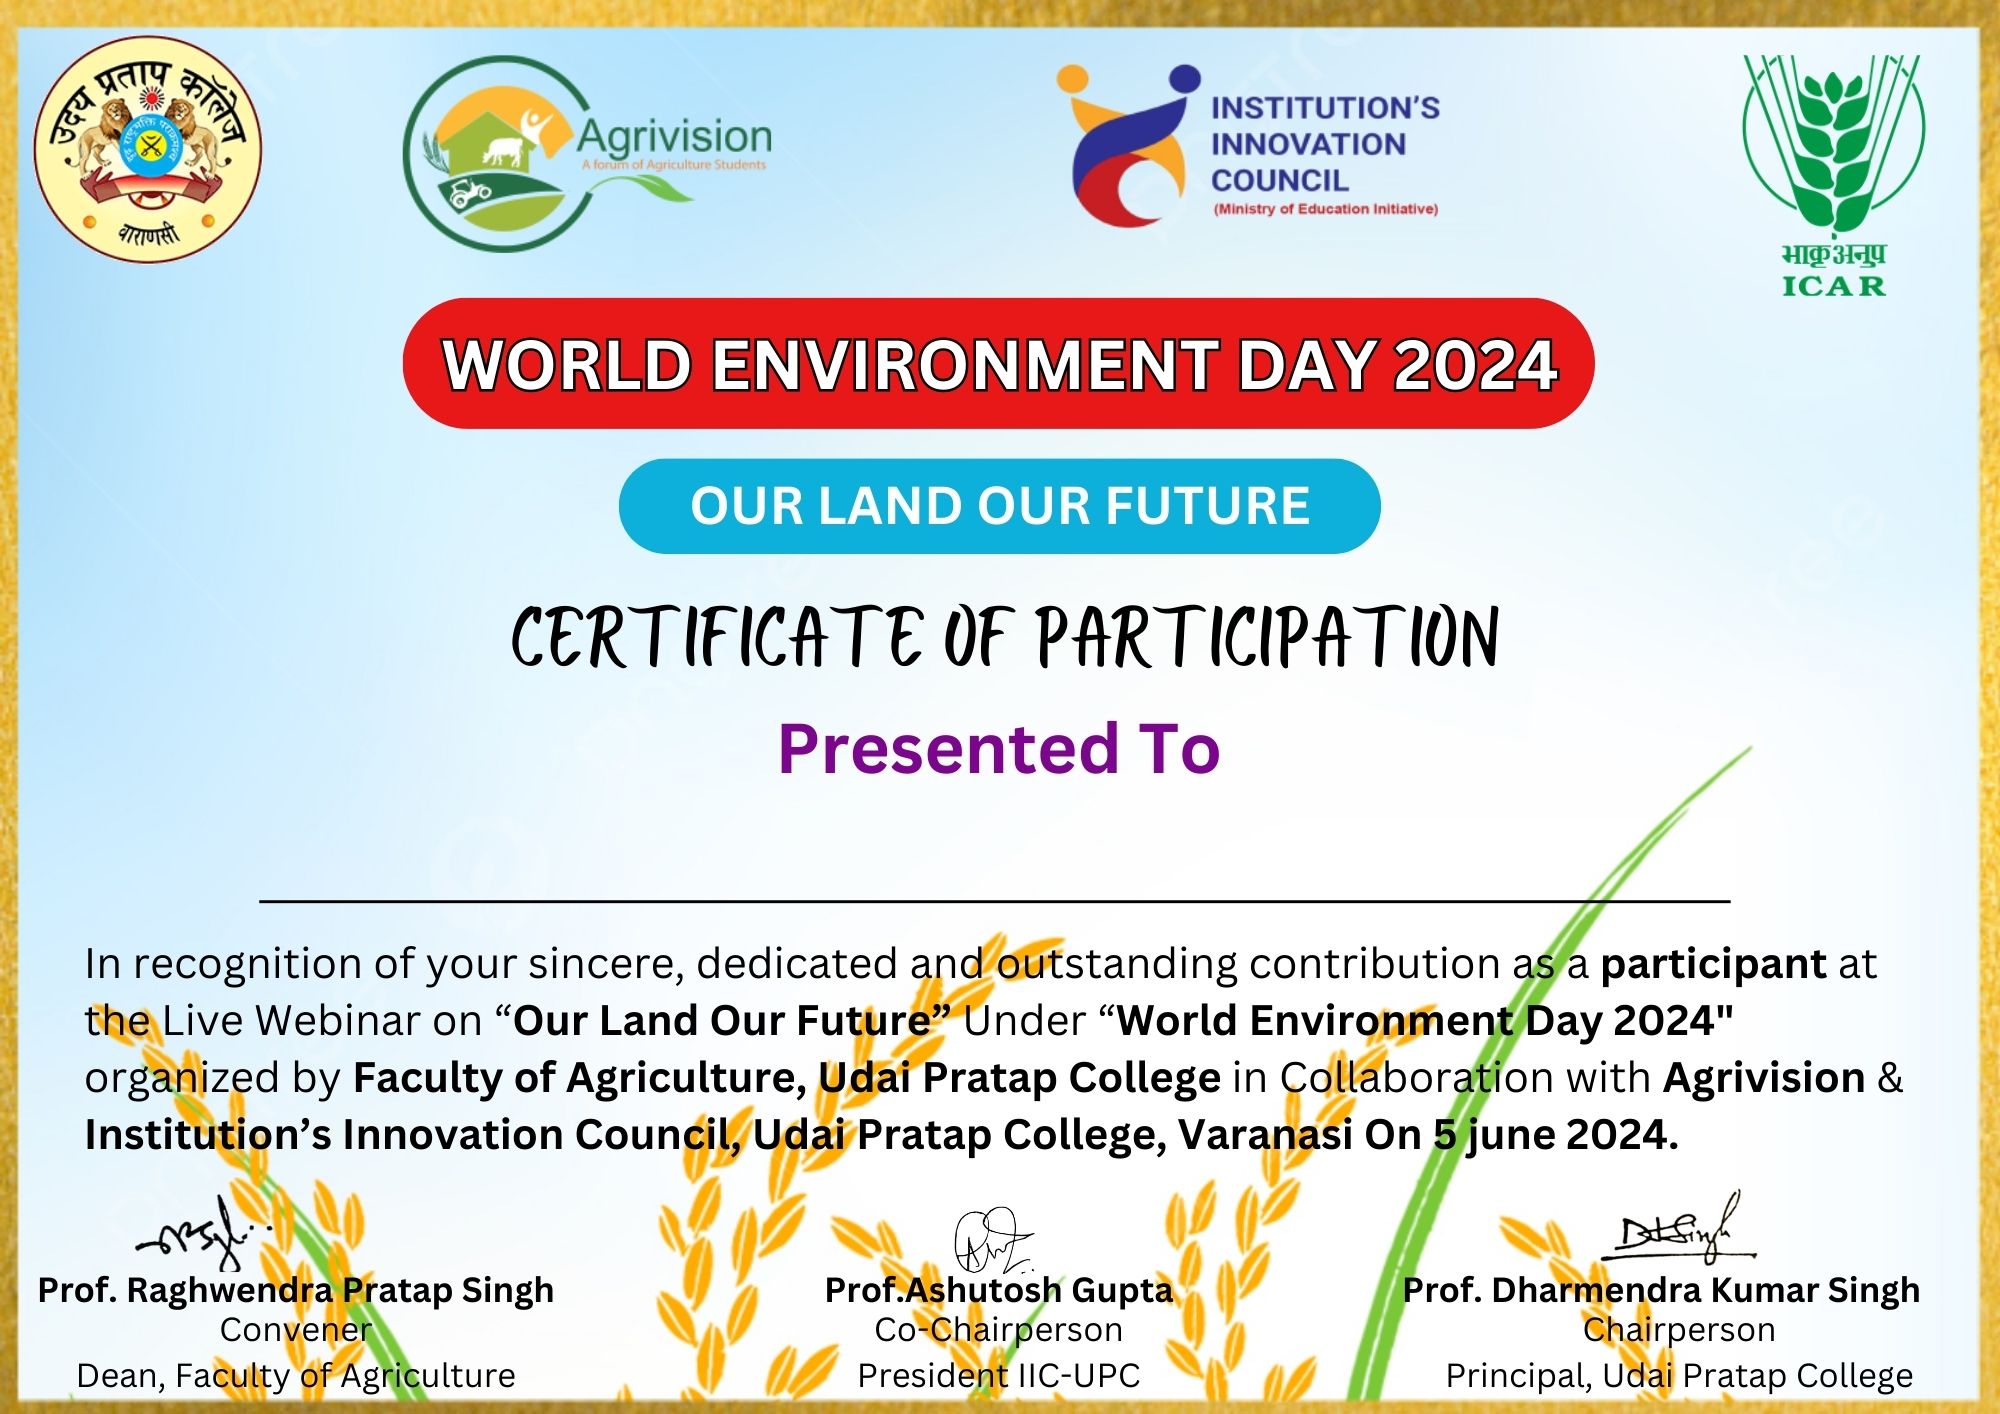 उदय प्रताप कॉलेज
वाराणसी
Agrivision
A forum of Agriculture Students
INSTITUTION'S
INNOVATION
COUNCIL
(Ministry of Education Initiative)
भाकृअनुप
ICAR
WORLD ENVIRONMENT DAY 2024
OUR LAND OUR FUTURE
CERTIFICATE OF PARTICIPATION
Presented To
In recognition of your sincere, dedicated and outstanding contribution as a participant at
the Live Webinar on “Our Land Our Future” Under “World Environment Day 2024"
organized by Faculty of Agriculture, Udai Pratap College in Collaboration with Agrivision &
Institution’s Innovation Council, Udai Pratap College, Varanasi On 5 june 2024.
Prof. Raghwendra Pratap Singh
Convener
Dean, Faculty of Agriculture
Prof.Ashutosh Gupta
Co-Chairperson
President IIC-UPC
Prof. Dharmendra Kumar Singh
Chairperson
Principal, Udai Pratap College